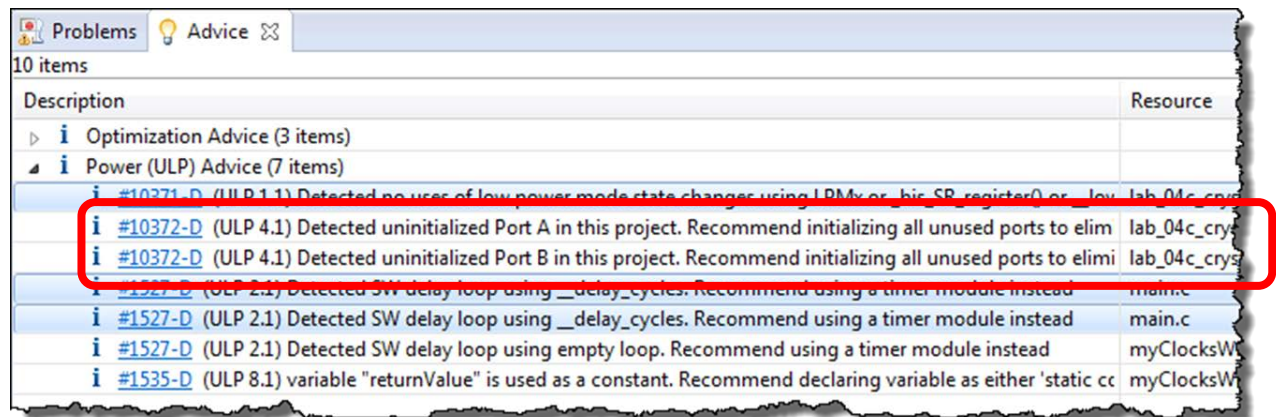 Problems Advice
10 items
Description Resource
Optimization Advice (3 items)
Power (ULP) Advice (7 items)
i #10371-D (ULP 1.1) Detected no uses of low power mode state changes using LPMx or _bis_SR_register() or __lov lab_04c_crys
i #10372-D (ULP 4.1) Detected uninitialized Port A in this project. Recommend initializing all unused ports to elim lab_04c_crys
i #10372-D (ULP 4.1) Detected uninitialized Port B in this project. Recommend initializing all unused ports to elimi lab_04c_crys
i #1527-D (ULP 2.1) Detected SW delay loop using __delay_cycles. Recommend using a timer module instead main.c
i #1527-D (ULP 2.1) Detected SW delay loop using __delay_cycles. Recommend using a timer module instead main.c
i #1527-D (ULP 2.1) Detected SW delay loop using empty loop. Recommend using a timer module instead myClocksW
i #1535-D (ULP 8.1) variable "returnValue" is used as a constant. Recommend declaring variable as either 'static cc myClocksW